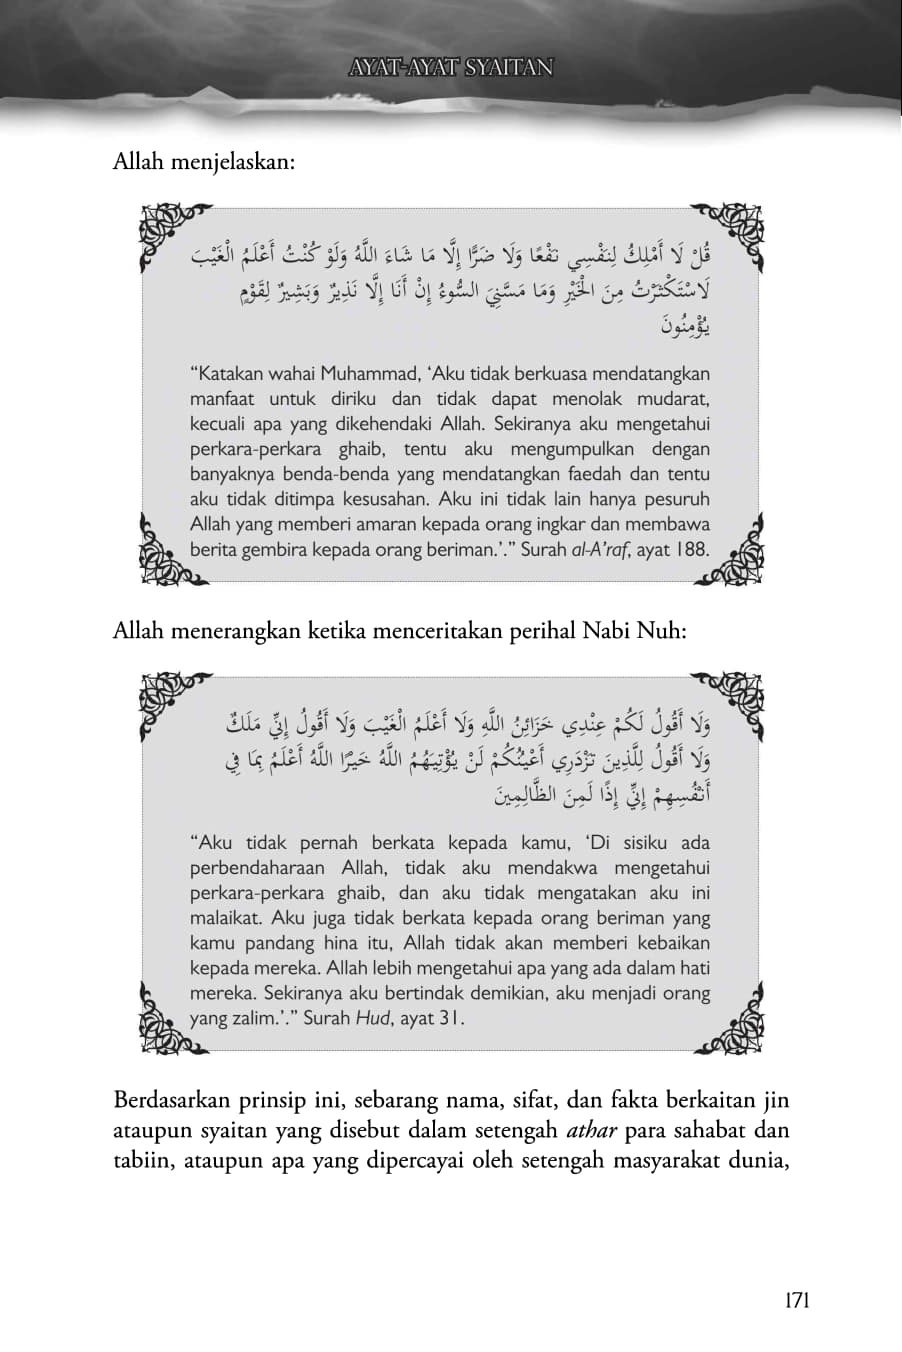 AYAT-AYAT SYAITAN
Allah menjelaskan:
قُلْ لَا أَمْلِكُ لِنَفْسِي نَفْعًا وَلَا ضَرًّا إِلَّا مَا شَاءَ اللَّهُ وَلَوْ كُنْتُ أَعْلَمُ الْغَيْبَ
لَاسْتَكْثَرْتُ مِنَ الْخَيْرِ وَمَا مَسَّنِيَ السُّوءُ إِنْ أَنَا إِلَّا نَذِيرٌ وَبَشِيرٌ لِقَوْمٍ
يُؤْمِنُونَ
“Katakan wahai Muhammad, ‘Aku tidak berkuasa mendatangkan
manfaat untuk diriku dan tidak dapat menolak mudarat,
kecuali apa yang dikehendaki Allah. Sekiranya aku mengetahui
perkara-perkara ghaib, tentu aku mengumpulkan dengan
banyaknya benda-benda yang mendatangkan faedah dan tentu
aku tidak ditimpa kesusahan. Aku ini tidak lain hanya pesuruh
Allah yang memberi amaran kepada orang ingkar dan membawa
berita gembira kepada orang beriman.’.” Surah al-A’raf, ayat 188.
Allah menerangkan ketika menceritakan perihal Nabi Nuh:
وَلَا أَقُولُ لَكُمْ عِنْدِي خَزَائِنُ اللَّهِ وَلَا أَعْلَمُ الْغَيْبَ وَلَا أَقُولُ إِنِّي مَلَكٌ
وَلَا أَقُولُ لِلَّذِينَ تَزْدَرِي أَعْيُنُكُمْ لَنْ يُؤْتِيَهُمُ اللَّهُ خَيْرًا اللَّهُ أَعْلَمُ بِمَا فِي
أَنْفُسِهِمْ إِنِّي إِذًا لَمِنَ الظَّالِمِينَ
“Aku tidak pernah berkata kepada kamu, ‘Di sisiku ada
perbendaharaan Allah, tidak aku mendakwa mengetahui
perkara-perkara ghaib, dan aku tidak mengatakan aku ini
malaikat. Aku juga tidak berkata kepada orang beriman yang
kamu pandang hina itu, Allah tidak akan memberi kebaikan
kepada mereka. Allah lebih mengetahui apa yang ada dalam hati
mereka. Sekiranya aku bertindak demikian, aku menjadi orang
yang zalim.’.” Surah Hud, ayat 31.
Berdasarkan prinsip ini, sebarang nama, sifat, dan fakta berkaitan jin
ataupun syaitan yang disebut dalam setengah athar para sahabat dan
tabiin, ataupun apa yang dipercayai oleh setengah masyarakat dunia,
171